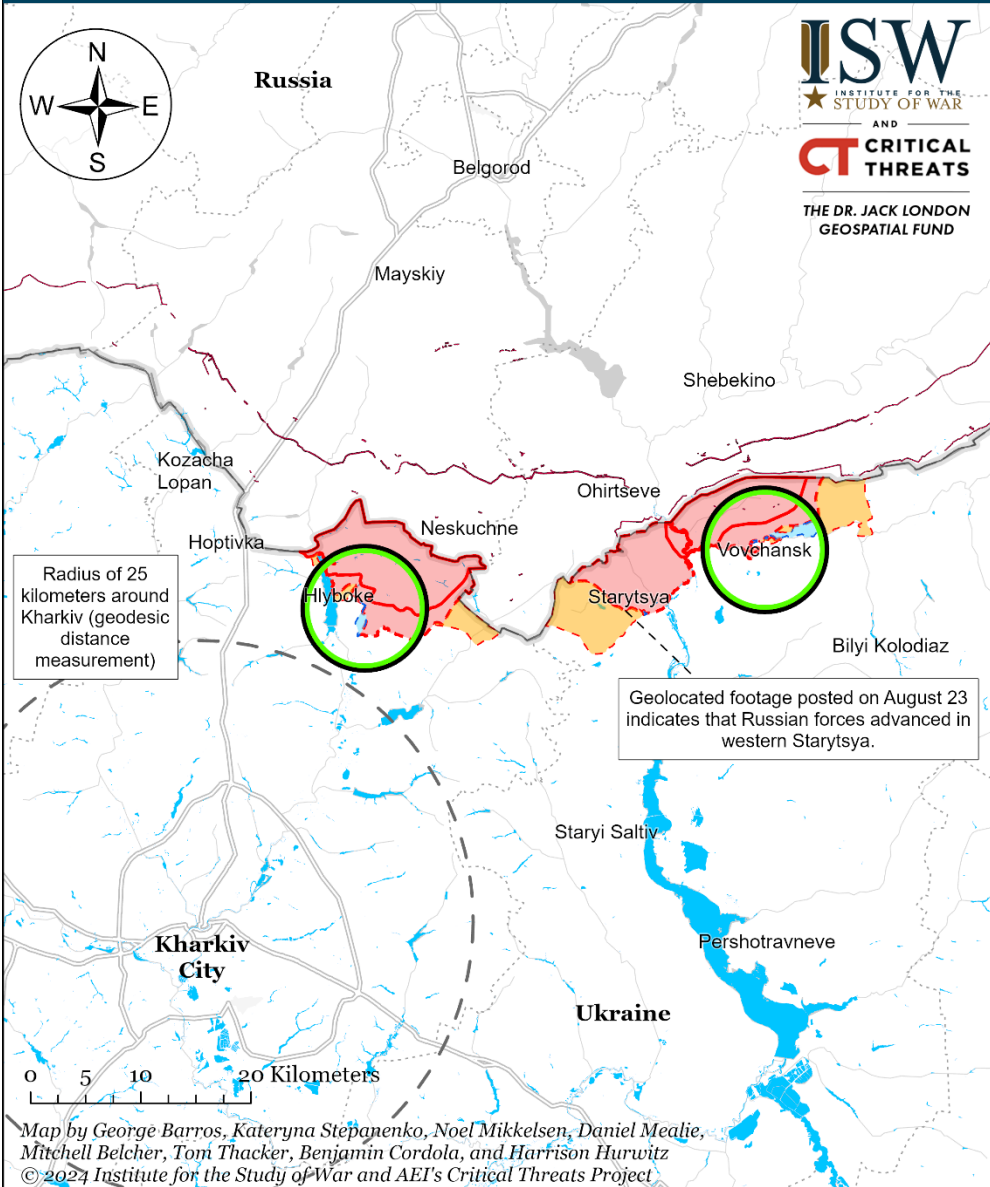 N
W
E
S
Russia
ISW
INSTITUTE FOR THE
STUDY OF WAR
AND
CT CRITICAL
THREATS
THE DR. JACK LONDON
GEOSPATIAL FUND
Belgorod
Mayskiy
Shebekino
Kozacha
Lopan
Ohirtseve
Neskuchne
Hoptivka
Vovchansk
Radius of 25
kilometers around
Kharkiv (geodesic
distance
measurement)
Hlyboke
Starytsya
Bilyi Kolodiaz
Geolocated footage posted on August 23
indicates that Russian forces advanced in
western Starytsya.
Staryi Saltiv
Kharkiv
City
Pershotravneve
Ukraine
0 5 10 20 Kilometers
Map by George Barros, Kateryna Stepanenko, Noel Mikkelsen, Daniel Mealie,
Mitchell Belcher, Tom Thacker, Benjamin Cordola, and Harrison Hurwitz
© 2024 Institute for the Study of War and AEI's Critical Threats Project